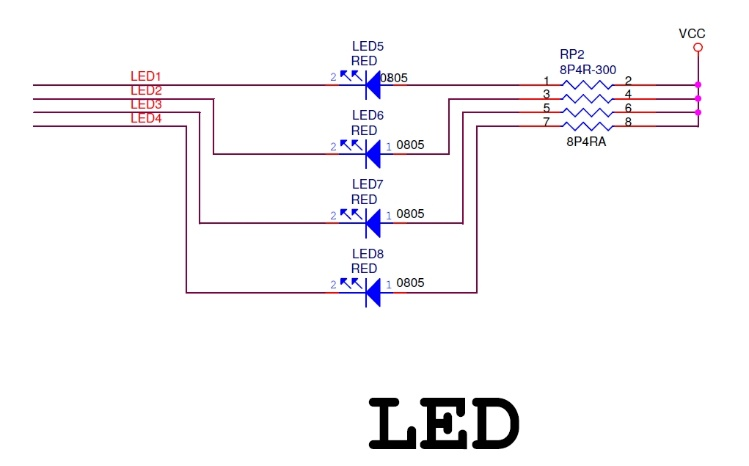 VCC
LED5
RED
RP2
8P4R-300
LED1
2
0805
1
2
LED2
3
4
LED3
5
6
LED4
7
8
8P4RA
LED6
RED
2
1
0805
LED7
RED
2
1
0805
LED8
RED
2
1
0805
LED